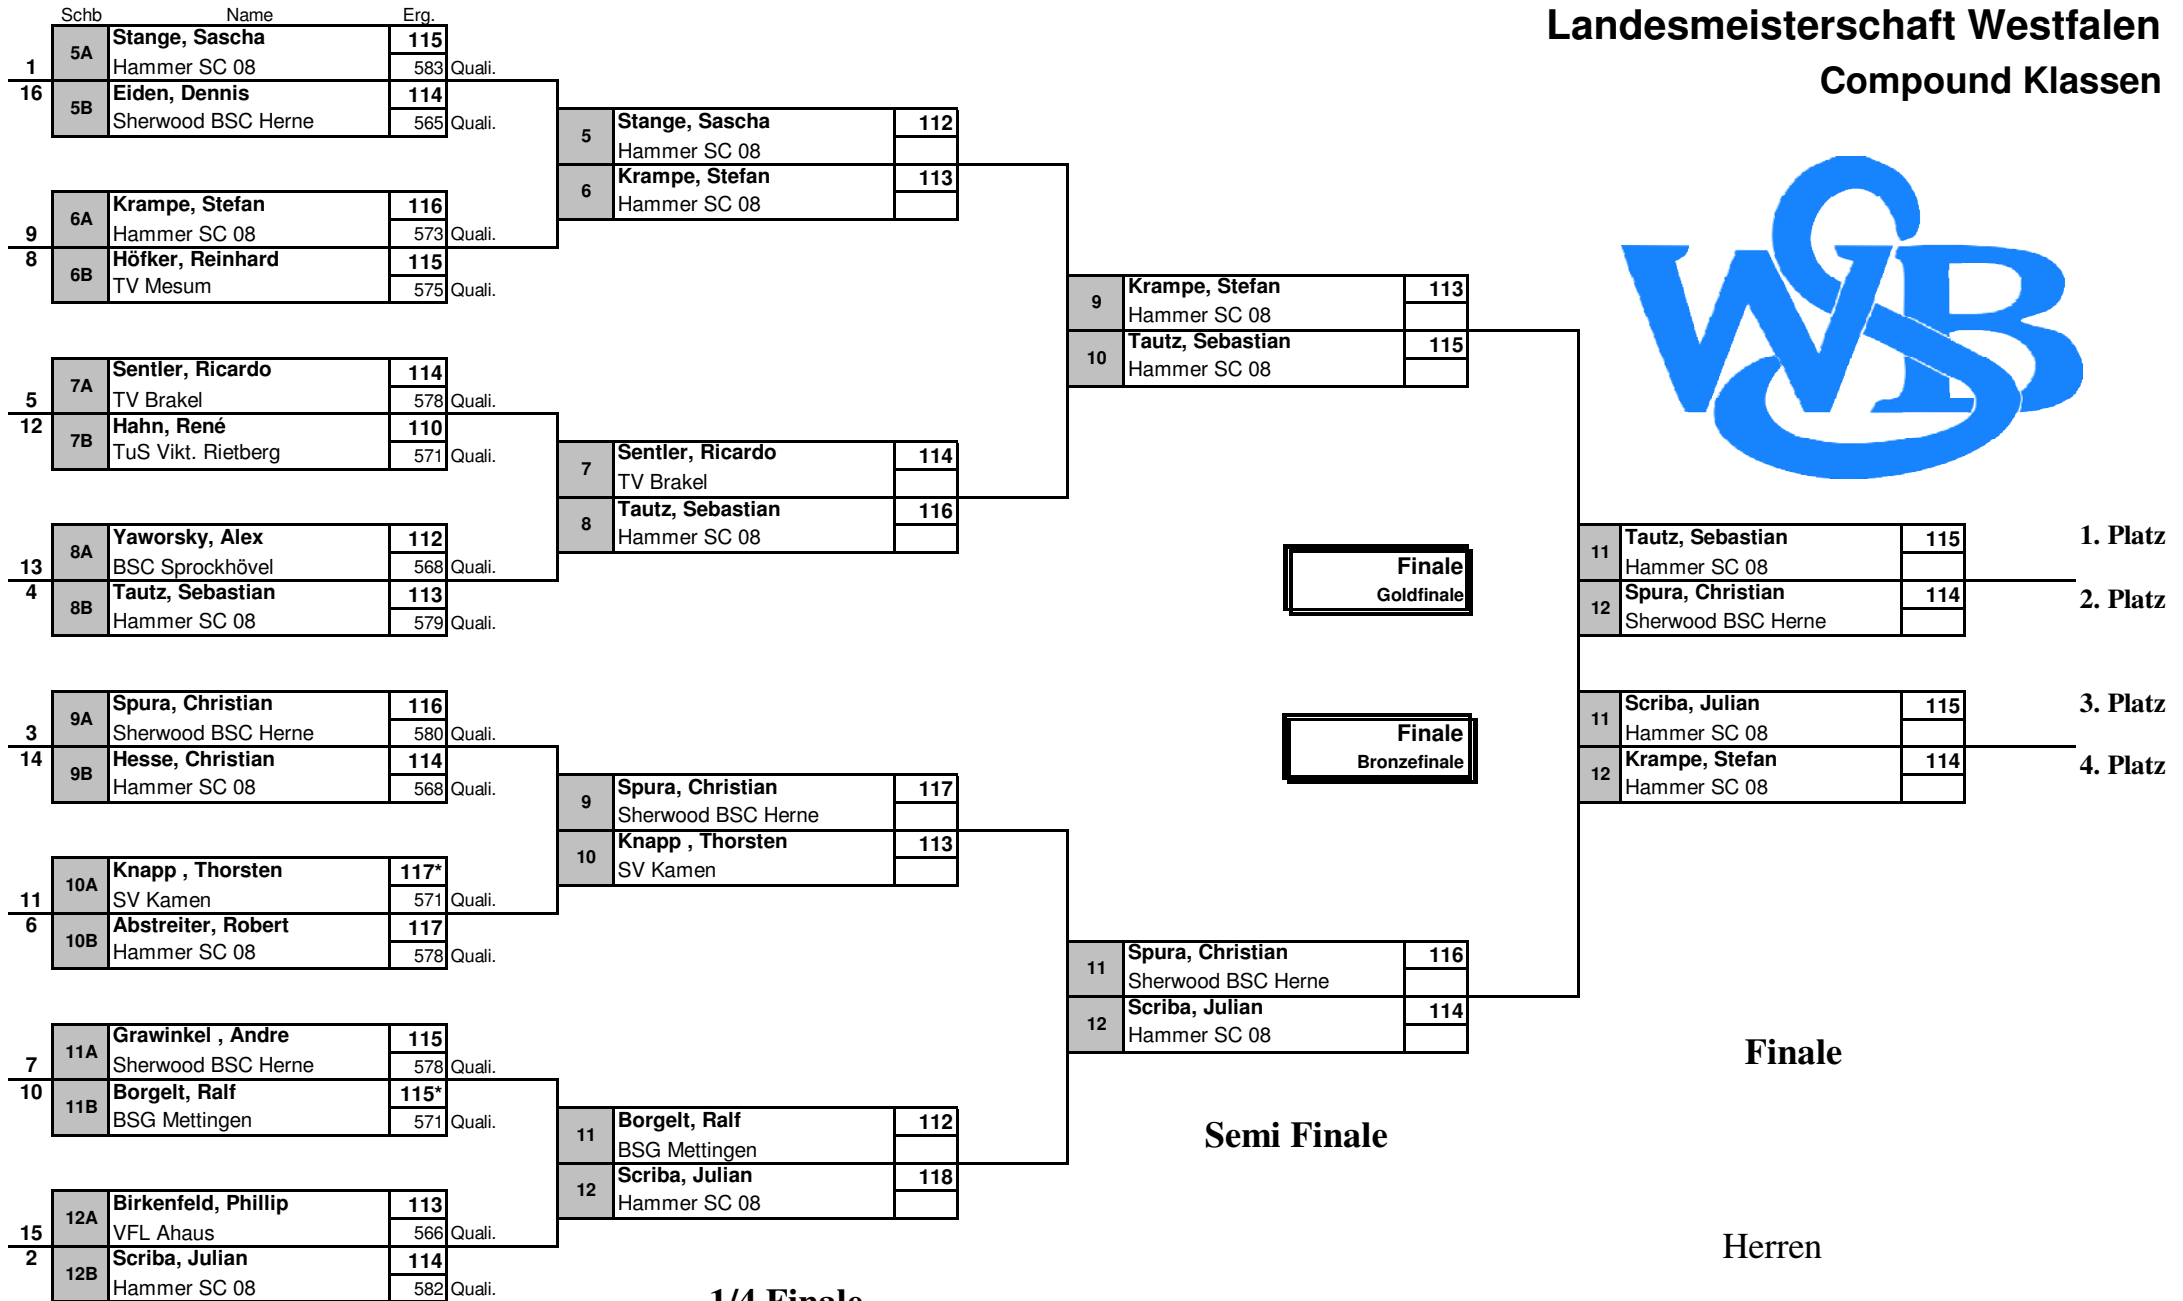 Landesmeisterschaft Westfalen
Compound Klassen
Schb Name Erg.
5A Stange, Sascha 115
1 Hammer SC 08 583 Quali.
16 5B Eiden, Dennis 114
Sherwood BSC Herne 565 Quali.
6A Krampe, Stefan 116
9 Hammer SC 08 573 Quali.
8 6B Höfker, Reinhard 115
TV Mesum 575 Quali.
7A Sentler, Ricardo 114
5 TV Brakel 578 Quali.
12 7B Hahn, René 110
TuS Vikt. Rietberg 571 Quali.
8A Yaworsky, Alex 112
13 BSC Sprockhövel 568 Quali.
4 8B Tautz, Sebastian 113
Hammer SC 08 579 Quali.
9A Spura, Christian 116
3 Sherwood BSC Herne 580 Quali.
14 9B Hesse, Christian 114
Hammer SC 08 568 Quali.
10A Knapp , Thorsten 117*
11 SV Kamen 571 Quali.
6 10B Abstreiter, Robert 117
Hammer SC 08 578 Quali.
11A Grawinkel , Andre 115
7 Sherwood BSC Herne 578 Quali.
10 11B Borgelt, Ralf 115*
BSG Mettingen 571 Quali.
12A Birkenfeld, Phillip 113
15 VFL Ahaus 566 Quali.
2 12B Scriba, Julian 114
Hammer SC 08 582 Quali.
5 Stange, Sascha 112
Hammer SC 08
6 Krampe, Stefan 113
Hammer SC 08
7 Sentler, Ricardo 114
TV Brakel
8 Tautz, Sebastian 116
Hammer SC 08
9 Spura, Christian 117
Sherwood BSC Herne
10 Knapp , Thorsten 113
SV Kamen
11 Borgelt, Ralf 112
BSG Mettingen
12 Scriba, Julian 118
Hammer SC 08
1/4 Finale
9 Krampe, Stefan 113
Hammer SC 08
10 Tautz, Sebastian 115
Hammer SC 08
11 Spura, Christian 116
Sherwood BSC Herne
12 Scriba, Julian 114
Hammer SC 08
Semi Finale
WSB
Finale
Goldfinale
11 Tautz, Sebastian 115 1. Platz
Hammer SC 08
12 Spura, Christian 114 2. Platz
Sherwood BSC Herne
Finale
Bronzefinale
11 Scriba, Julian 115 3. Platz
Hammer SC 08
12 Krampe, Stefan 114 4. Platz
Hammer SC 08
Finale
Herren